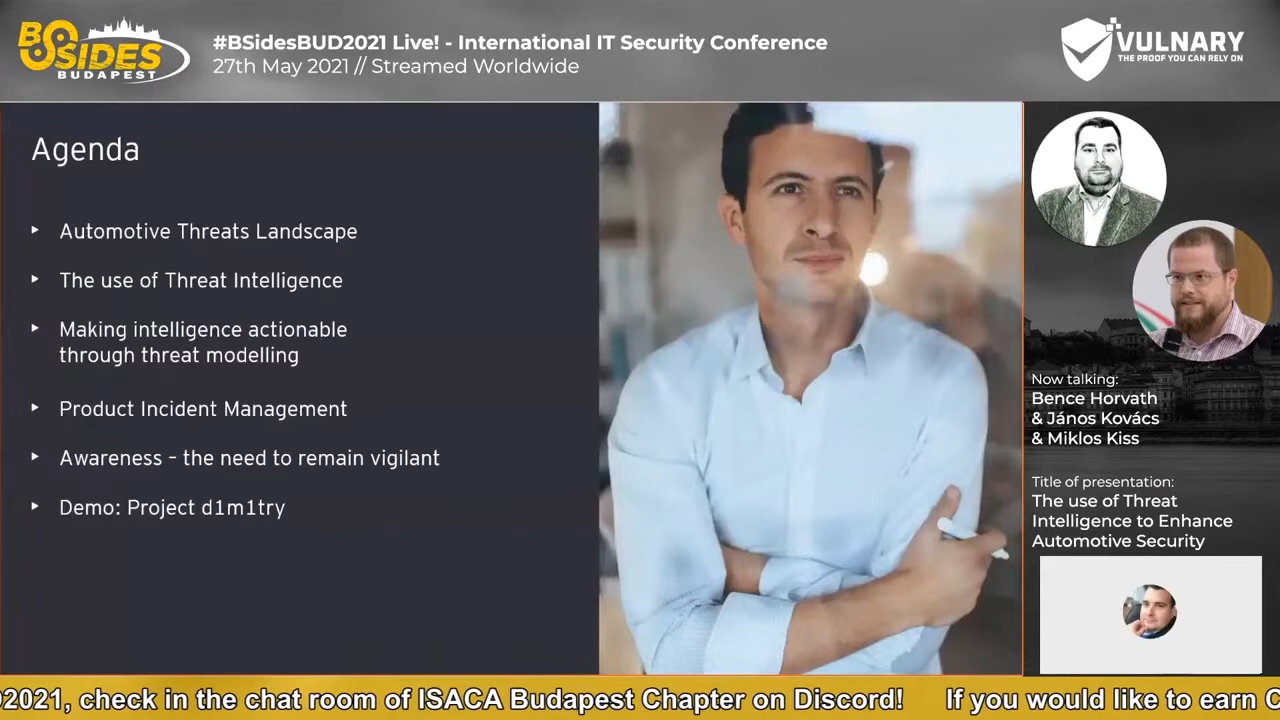 BSIDES
BUDAPEST
#BSidesBUD2021 Live! - International IT Security Conference
27th May 2021 // Streamed Worldwide
VULNARY
THE PROOF YOU CAN RELY ON
Agenda
‣ Automotive Threats Landscape
‣ The use of Threat Intelligence
‣ Making intelligence actionable
through threat modelling
‣ Product Incident Management
‣ Awareness – the need to remain vigilant
‣ Demo: Project d1m1try
Now talking:
Bence Horvath
& János Kovács
& Miklos Kiss
Title of presentation:
The use of Threat
Intelligence to Enhance
Automotive Security
2021, check in the chat room of ISACA Budapest Chapter on Discord! If you would like to earn